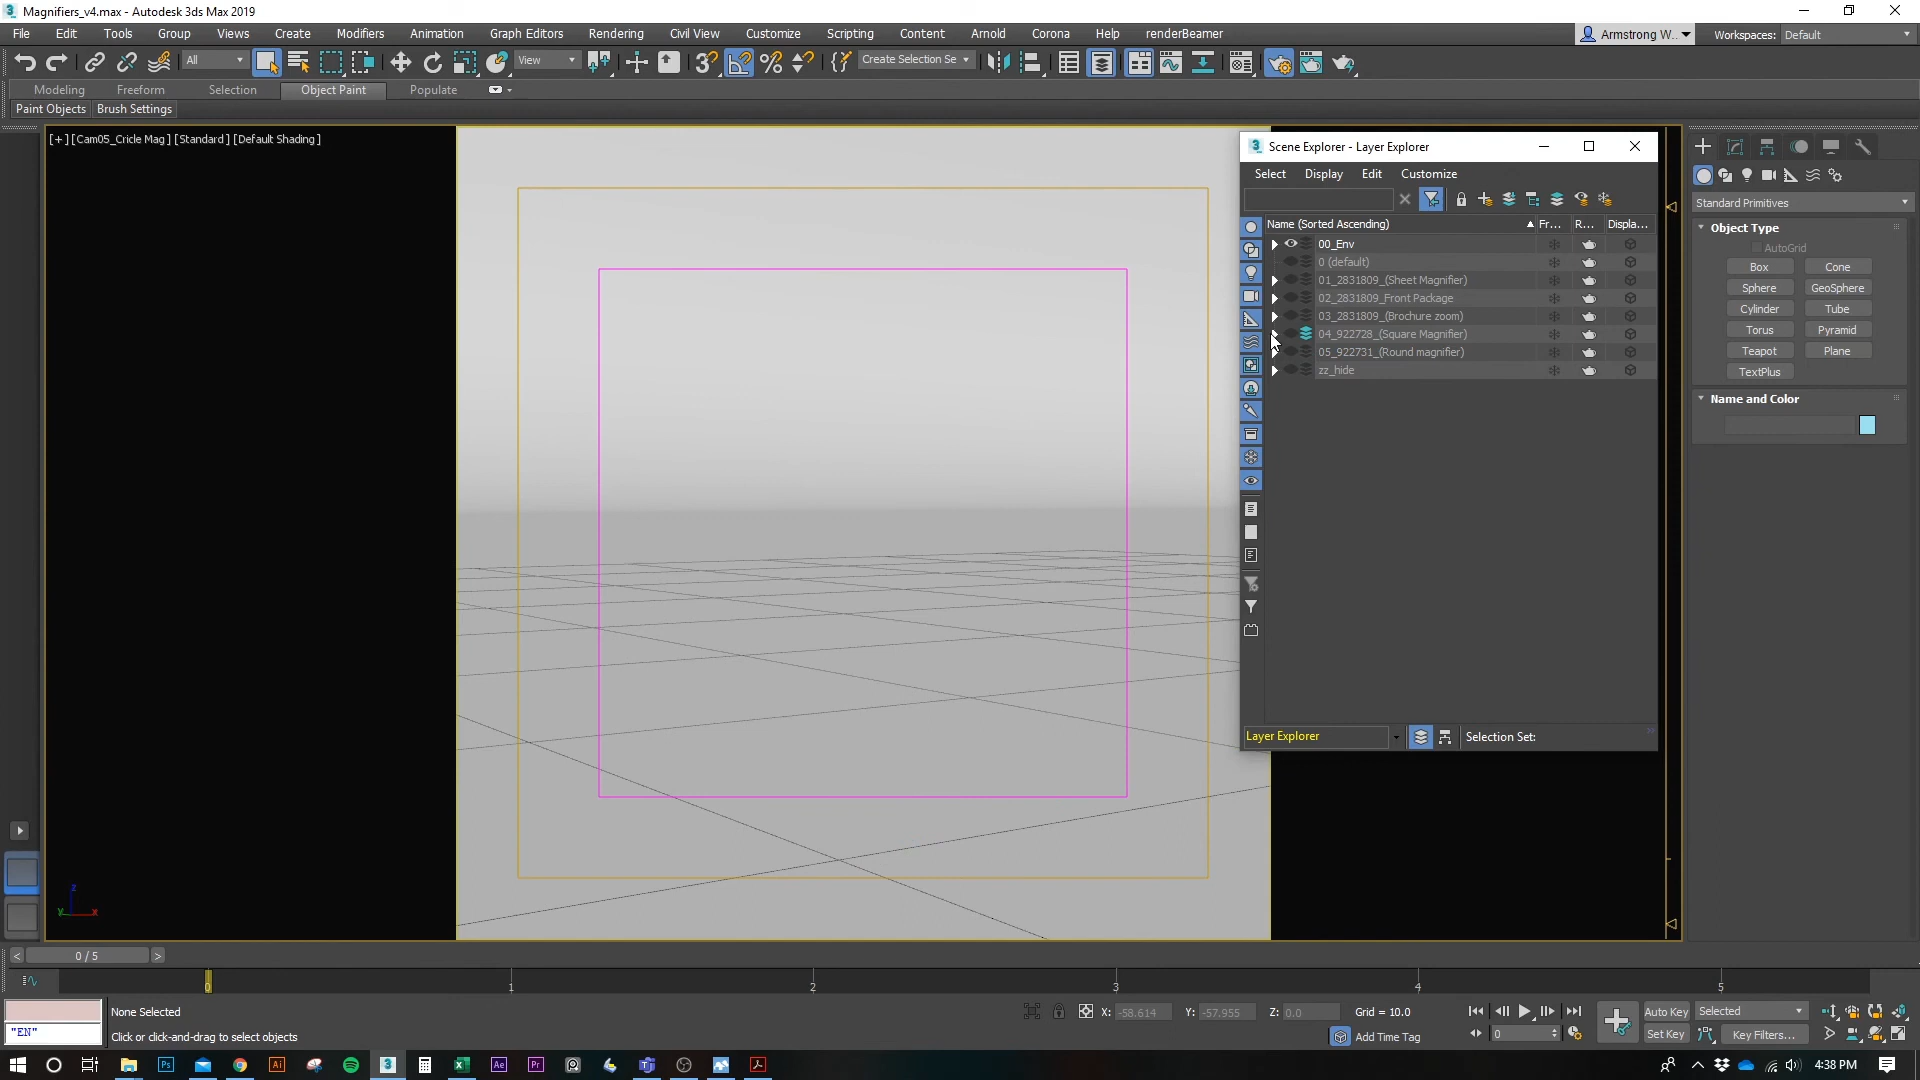 Magnifiers_v4.max - Autodesk 3ds Max 2019
File Edit Tools Group Views Create Modifiers Animation Graph Editors Rendering Civil View Customize Scripting Content Arnold Corona Help renderBeamer
Armstrong W... Workspaces: Default
All View Create Selection Se
Modeling Freeform Selection Object Paint Populate
Paint Objects Brush Settings
[+] [Cam05_Cricle Mag] [Standard] [Default Shading]
3 Scene Explorer - Layer Explorer
Select Display Edit Customize
Name (Sorted Ascending) Fr... R... Displa...
00_Env
0 (default)
01_2831809_(Sheet Magnifier)
02_2831809_Front Package
03_2831809_(Brochure zoom)
04_922728_(Square Magnifier)
05_922731_(Round magnifier)
zz_hide
Layer Explorer Selection Set:
Standard Primitives
Object Type
AutoGrid
Box Cone
Sphere GeoSphere
Cylinder Tube
Torus Pyramid
Teapot Plane
TextPlus
Name and Color
z
y x
< 0 / 5 >
0 1 2 3 4 5
None Selected X: -58.614 Y: -57.955 Z: 0.0 Grid = 10.0 Auto Key Selected
"EN" Click or click-and-drag to select objects Add Time Tag 0 Set Key Key Filters...
Ps Ai 3 Ae Pr 4:38 PM